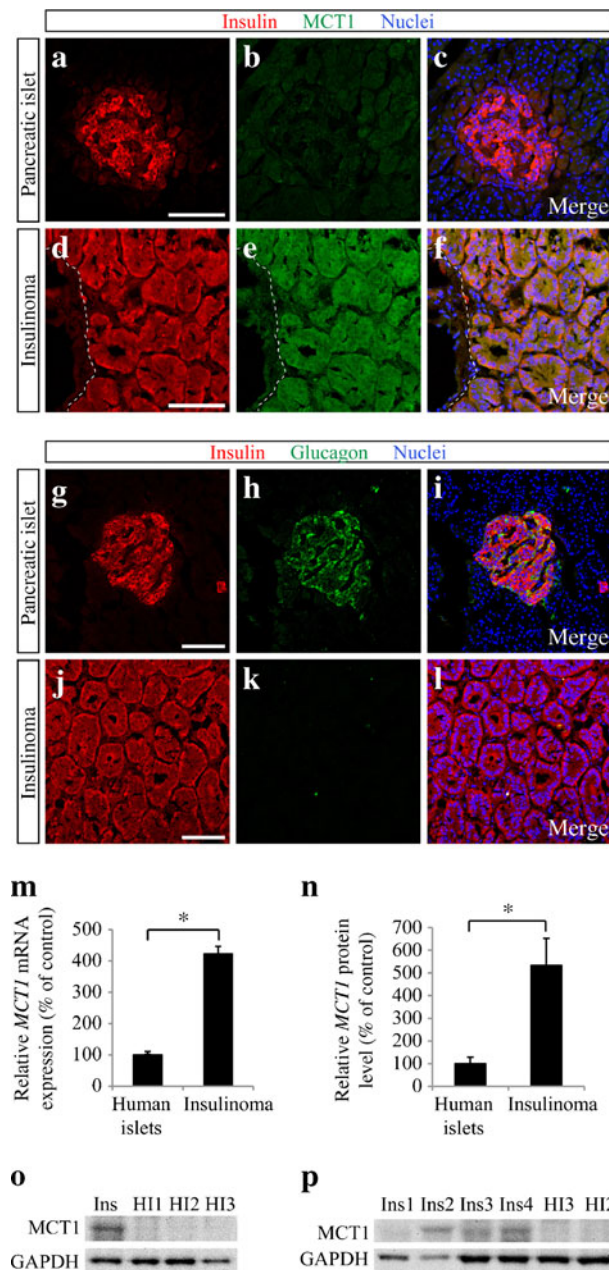 Insulin MCT1 Nuclei
Pancreatic islet
a b c
Merge
Insulinoma
d e f
Merge
Insulin Glucagon Nuclei
Pancreatic islet
g h i
Merge
Insulinoma
j k l
Merge
m
Relative MCT1 mRNA
expression (% of control)
500
400
300
200
100
0
*
Human
islets
Insulinoma
n
Relative MCT1 protein
level (% of control)
700
600
500
400
300
200
100
0
*
Human
islets
Insulinoma
o
Ins HI1 HI2 HI3
MCT1
GAPDH
p
Ins1 Ins2 Ins3 Ins4 HI3 HI2
MCT1
GAPDH